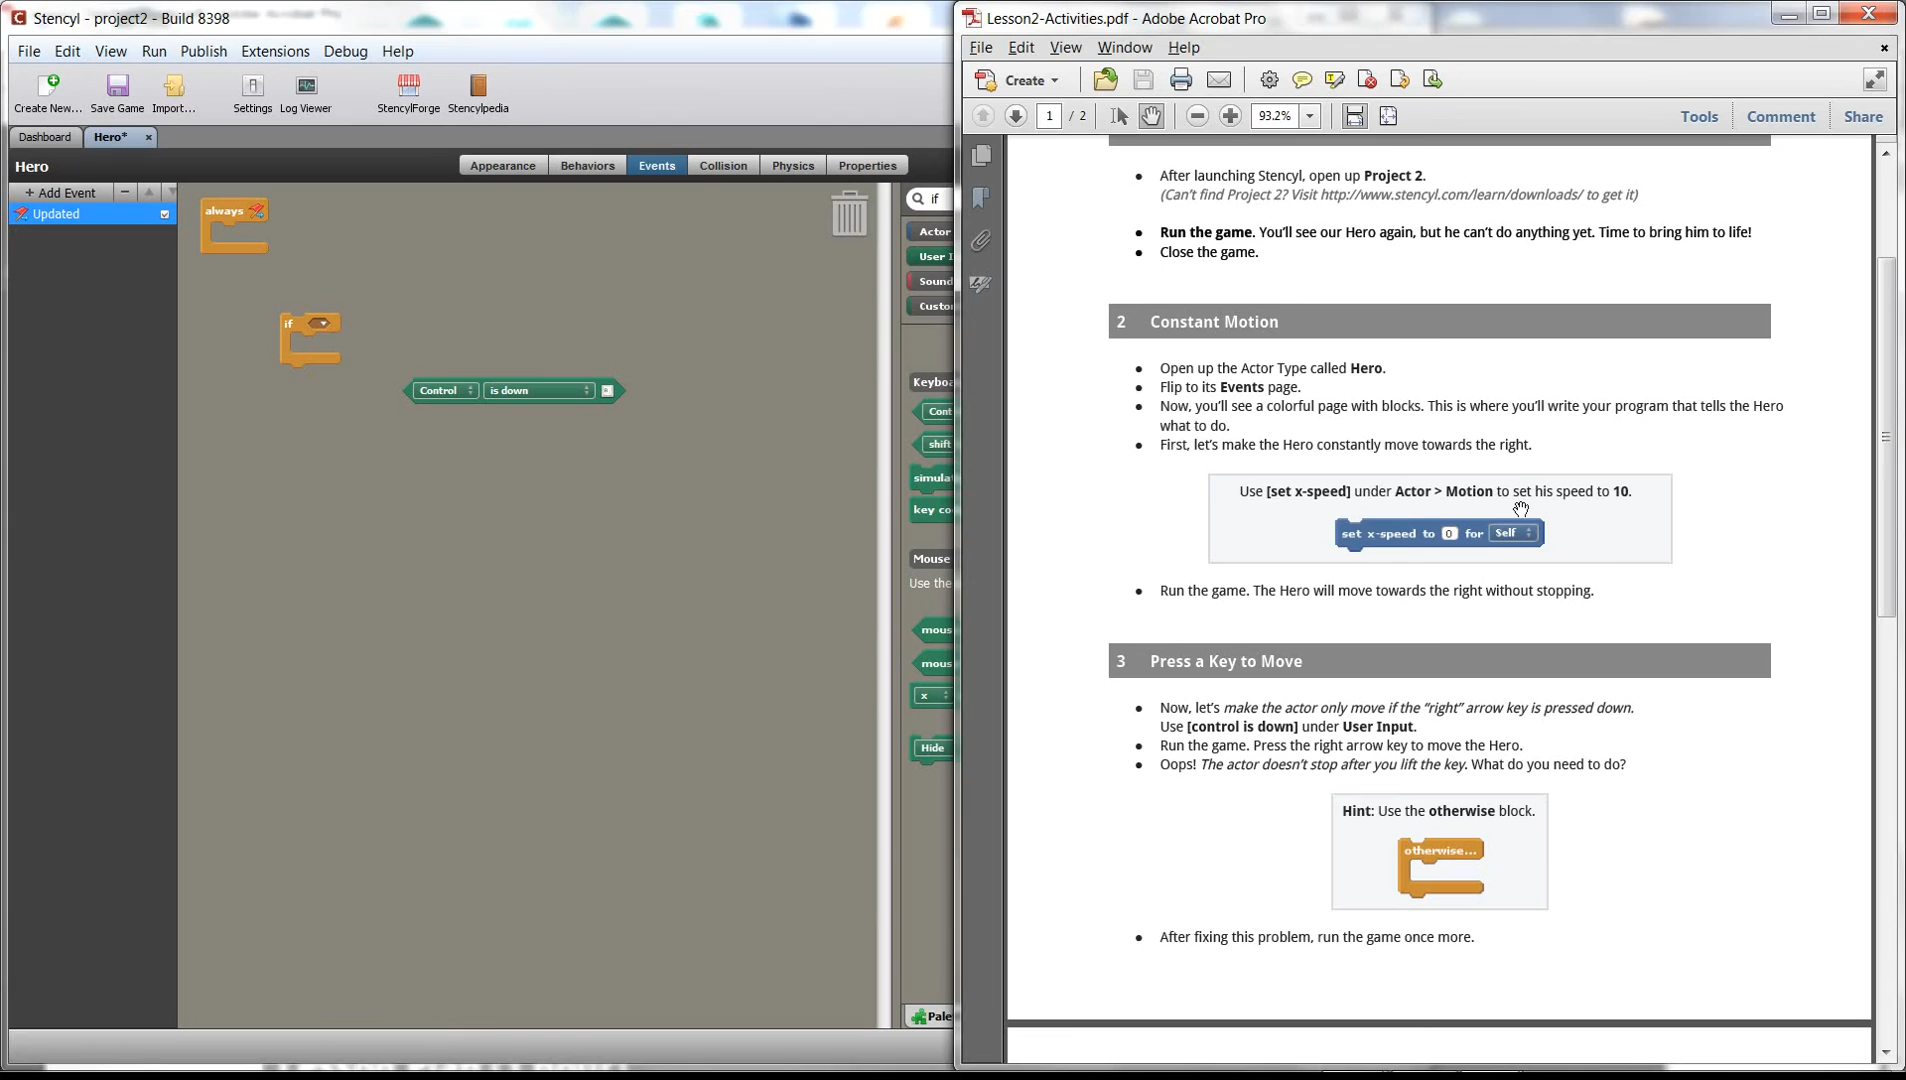 Stencyl - project2 - Build 8398
File Edit View Run Publish Extensions Debug Help
Create New... Save Game Import... Settings Log Viewer StencylForge Stencylpedia
Dashboard Hero*
Hero
Appearance Behaviors Events Collision Physics Properties
+ Add Event
Updated
always
if
Control is down
if
Actor
User I
Sound
Custo
Keyboa
Cont
shift
simulat
key co
Mouse
Use the
mous
mous
x
Hide
Pale
Lesson2-Activities.pdf - Adobe Acrobat Pro
File Edit View Window Help
Create
1 / 2 93.2% Tools Comment Share
• After launching Stencyl, open up Project 2.
(Can't find Project 2? Visit http://www.stencyl.com/learn/downloads/ to get it)
• Run the game. You'll see our Hero again, but he can't do anything yet. Time to bring him to life!
• Close the game.
2 Constant Motion
• Open up the Actor Type called Hero.
• Flip to its Events page.
• Now, you'll see a colorful page with blocks. This is where you'll write your program that tells the Hero
what to do.
• First, let's make the Hero constantly move towards the right.
Use [set x-speed] under Actor > Motion to set his speed to 10.
set x-speed to 0 for Self
• Run the game. The Hero will move towards the right without stopping.
3 Press a Key to Move
• Now, let's make the actor only move if the “right” arrow key is pressed down.
Use [control is down] under User Input.
• Run the game. Press the right arrow key to move the Hero.
• Oops! The actor doesn't stop after you lift the key. What do you need to do?
Hint: Use the otherwise block.
otherwise...
• After fixing this problem, run the game once more.